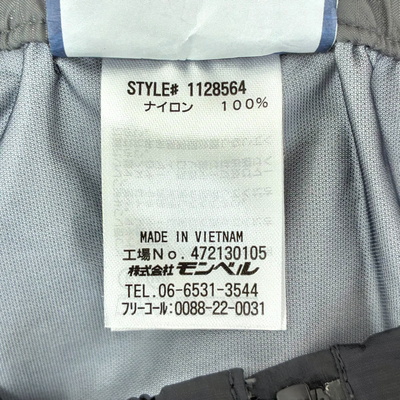 STYLE# 1128564
ナイロン 100%
MADE IN VIETNAM
工場No. 472130105
株式会社モンベル
TEL. 06-6531-3544
フリーコール: 0088-22-0031